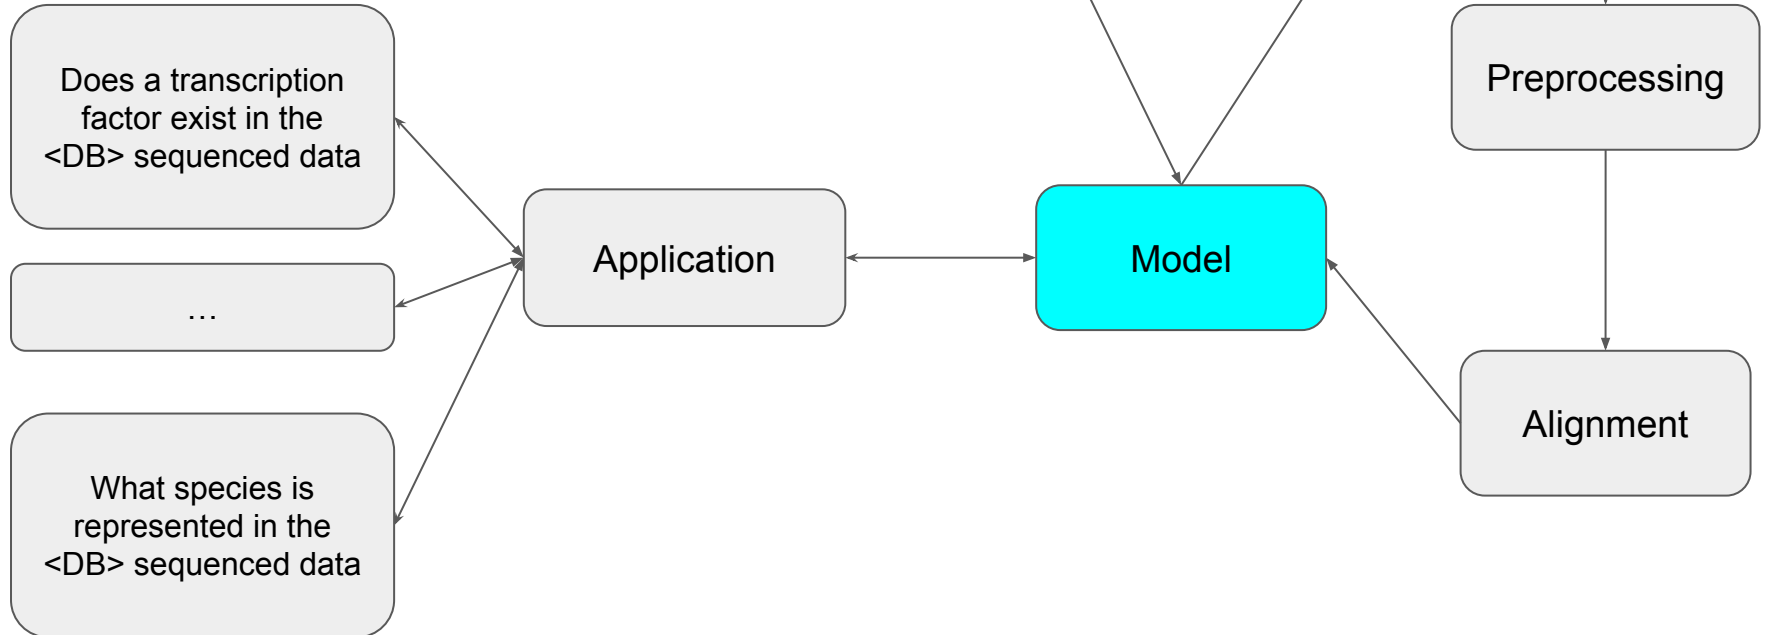 Does a transcription
factor exist in the
<DB> sequenced data
Preprocessing
Application
Model
…
Alignment
What species is
represented in the
<DB> sequenced data